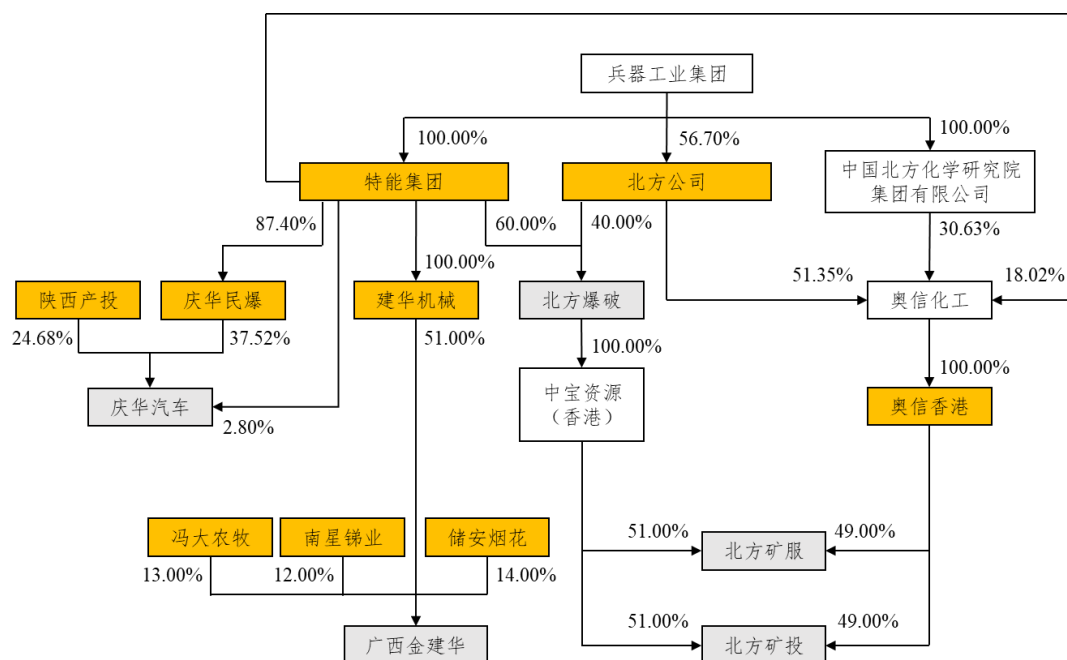 兵器工业集团
100.00%
56.70%
100.00%
特能集团
北方公司
中国北方化学研究院
集团有限公司
87.40%
60.00%
40.00%
30.63%
100.00%
51.35%
18.02%
陕西产投
庆华民爆
建华机械
北方爆破
奥信化工
24.68%
37.52%
51.00%
100.00%
100.00%
庆华汽车
2.80%
中宝资源
（香港）
奥信香港
冯大农牧
南星锑业
储安烟花
51.00%
49.00%
北方矿服
13.00%
12.00%
14.00%
51.00%
49.00%
广西金建华
北方矿投